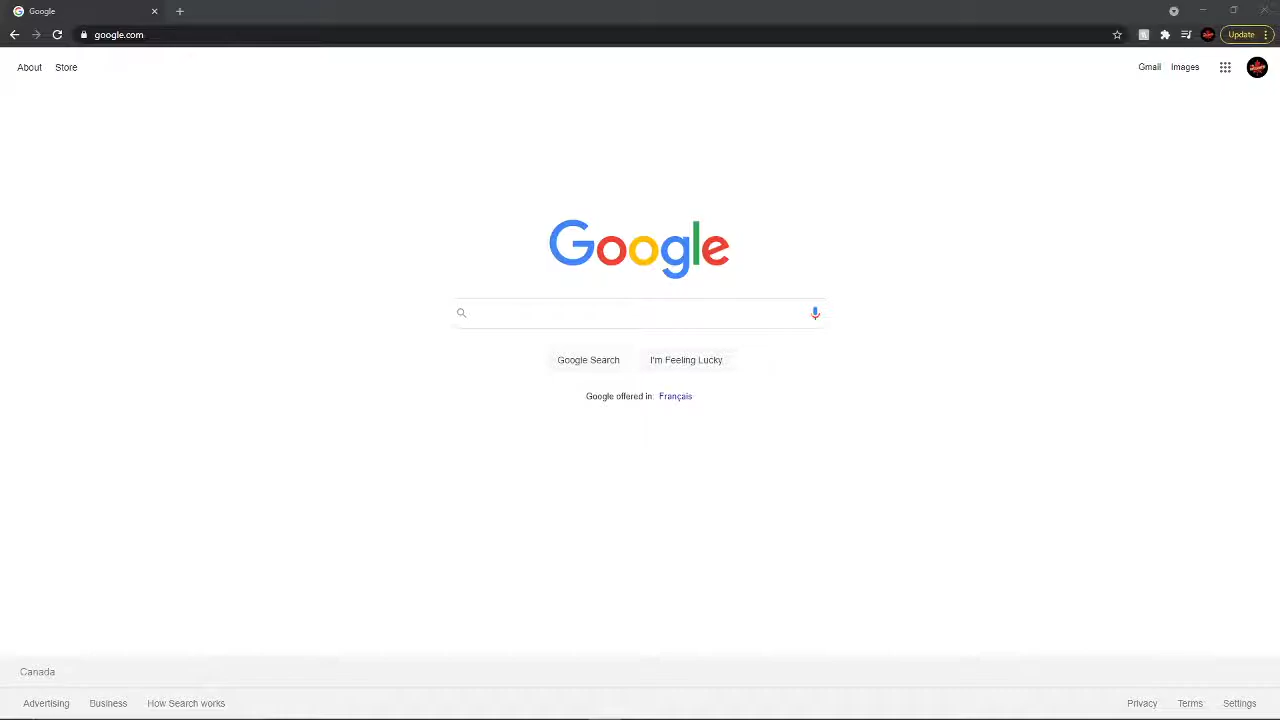 Google
google.com
Update
About Store
Gmail Images
Google
Google Search I'm Feeling Lucky
Google offered in: Français
Canada
Advertising Business How Search works
Privacy Terms Settings